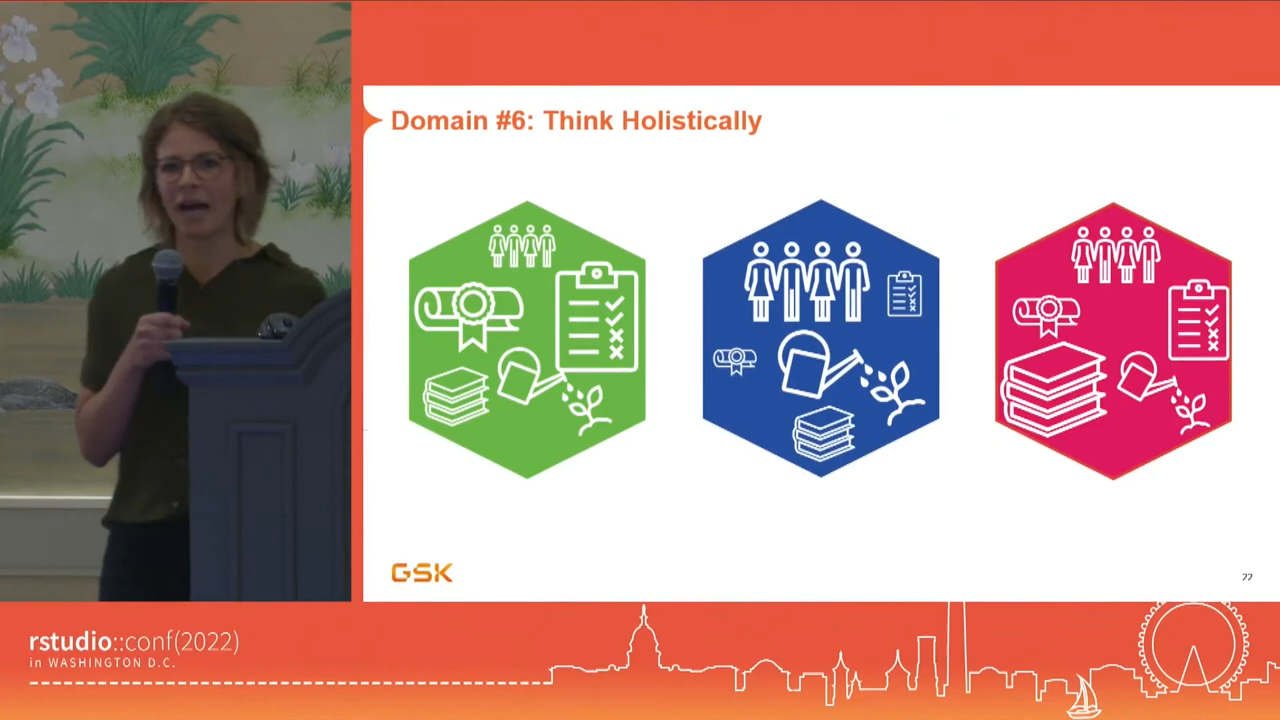 Domain #6: Think Holistically
GSK
22
rstudio::conf(2022)
in WASHINGTON D.C.